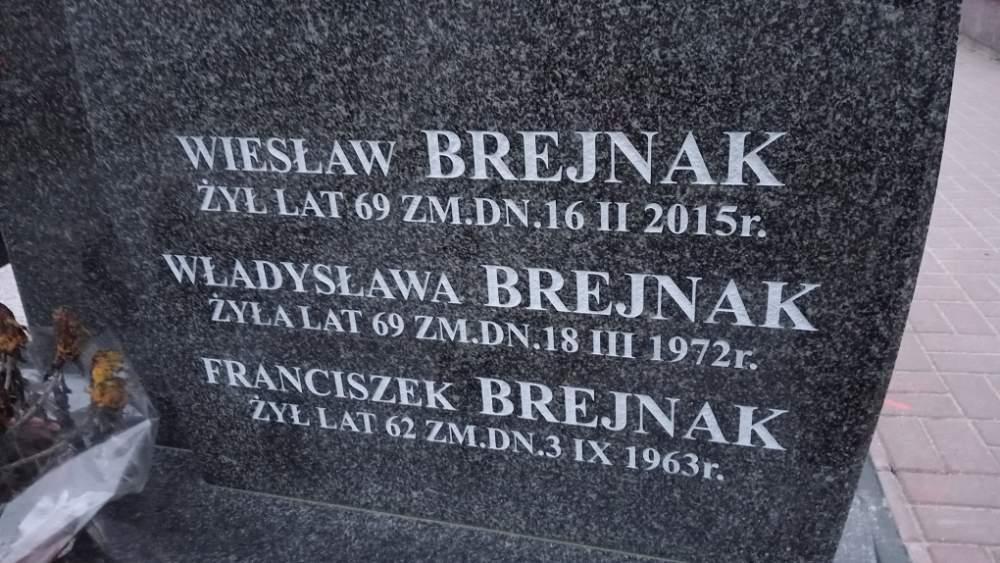 WIESŁAW BREJNAK
ŻYŁ LAT 69 ZM.DN.16 II 2015r.
WŁADYSŁAWA BREJNAK
ŻYŁA LAT 69 ZM.DN.18 III 1972r.
FRANCISZEK BREJNAK
ŻYŁ LAT 62 ZM.DN.3 IX 1963r.